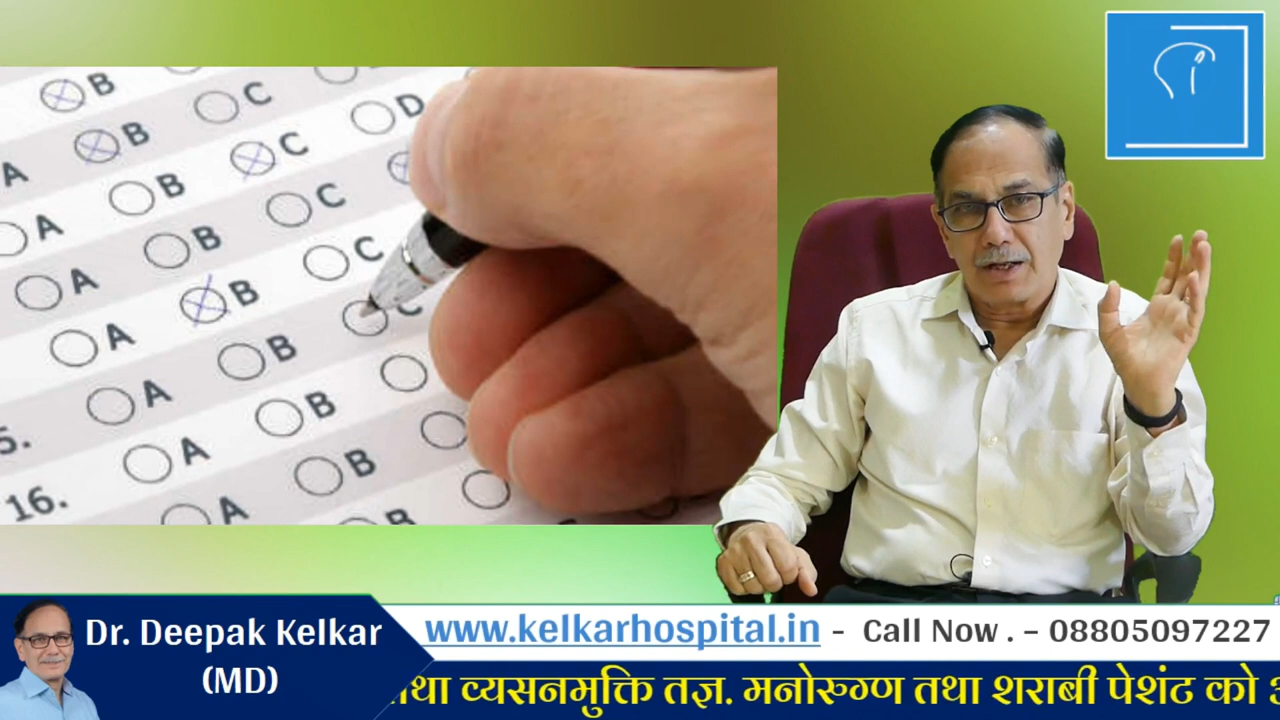 B
A B C
A B C D
A B C
A B C
A B C
A B
5. A B
16. A B
Dr. Deepak Kelkar
(MD)
www.kelkarhospital.in - Call Now . – 08805097227
व्यसनमुक्ति तज्ञ. मनोरुग्ण तथा शराबी पेशंट को